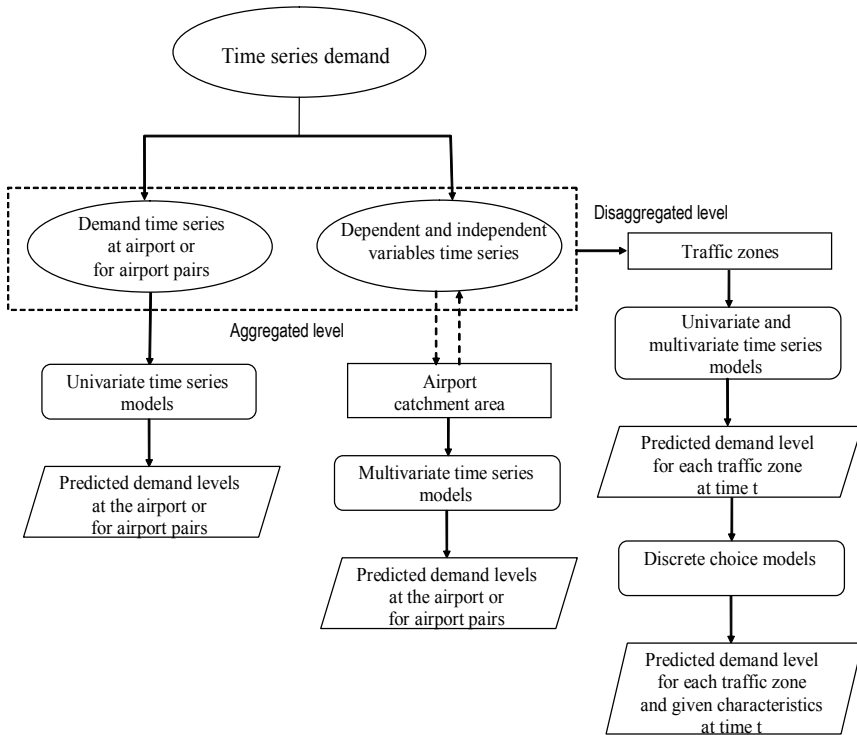 Time series demand
Demand time series
at airport or
for airport pairs
Dependent and independent
variables time series
Disaggregated level
Traffic zones
Aggregated level
Univariate time series
models
Airport
catchment area
Univariate and
multivariate time series
models
Predicted demand levels
at the airport or
for airport pairs
Multivariate time series
models
Predicted demand level
for each traffic zone
at time t
Predicted demand levels
at the airport or
for airport pairs
Discrete choice models
Predicted demand level
for each traffic zone
and given characteristics
at time t